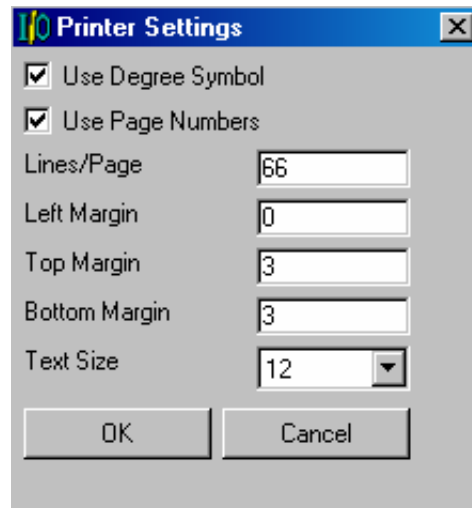 I/O Printer Settings
Use Degree Symbol
Use Page Numbers
Lines/Page 66
Left Margin 0
Top Margin 3
Bottom Margin 3
Text Size 12
OK Cancel